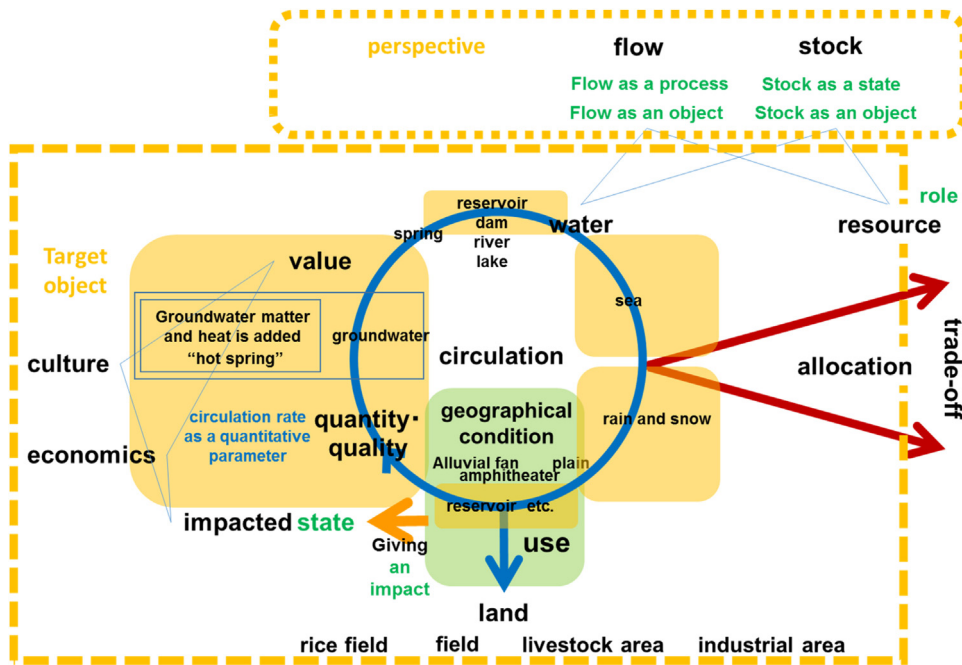 perspective
flow
stock
Flow as a process
Stock as a state
Flow as an object
Stock as an object
role
reservoir
dam
river
lake
spring
water
resource
Target
object
value
sea
Groundwater matter
and heat is added
“hot spring”
groundwater
circulation
culture
allocation
trade-off
quantity·
quality
circulation rate
as a quantitative
parameter
geographical
condition
rain and snow
economics
Alluvial fan
plain
amphitheater
reservoir etc.
impacted state
use
Giving
an
impact
land
rice field
field
livestock area
industrial area